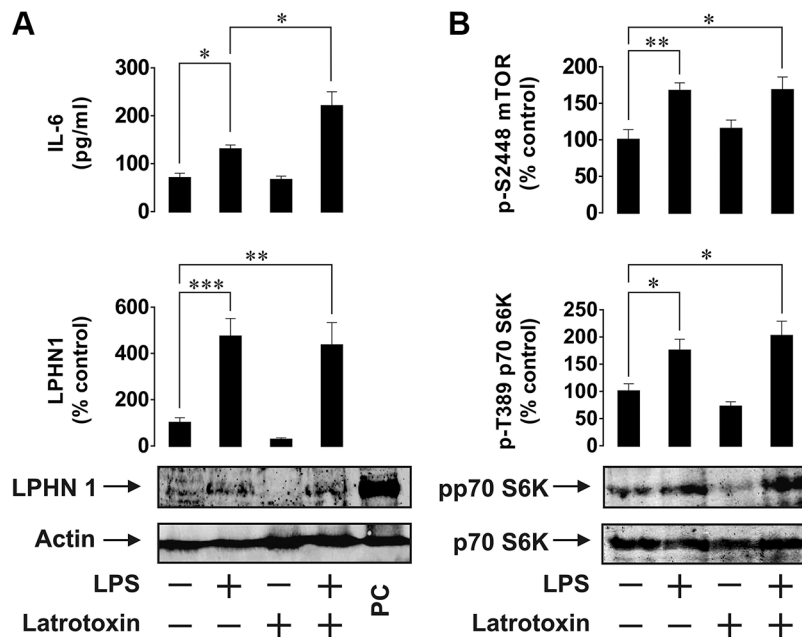 A
*
*
300
200
100
0
IL-6
(pg/ml)
**
***
600
400
200
0
LPHN1
(% control)
LPHN 1
Actin
LPS − + − +
Latrotoxin − − + +
PC
B
*
**
200
150
100
50
0
p-S2448 mTOR
(% control)
*
*
250
200
150
100
50
0
p-T389 p70 S6K
(% control)
pp70 S6K
p70 S6K
LPS − + − +
Latrotoxin − − + +